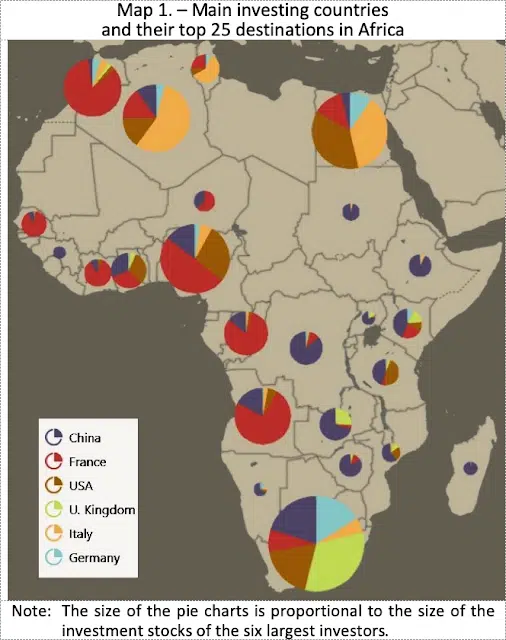 Map 1. – Main investing countries
and their top 25 destinations in Africa
China
France
USA
U. Kingdom
Italy
Germany
Note: The size of the pie charts is proportional to the size of the
investment stocks of the six largest investors.